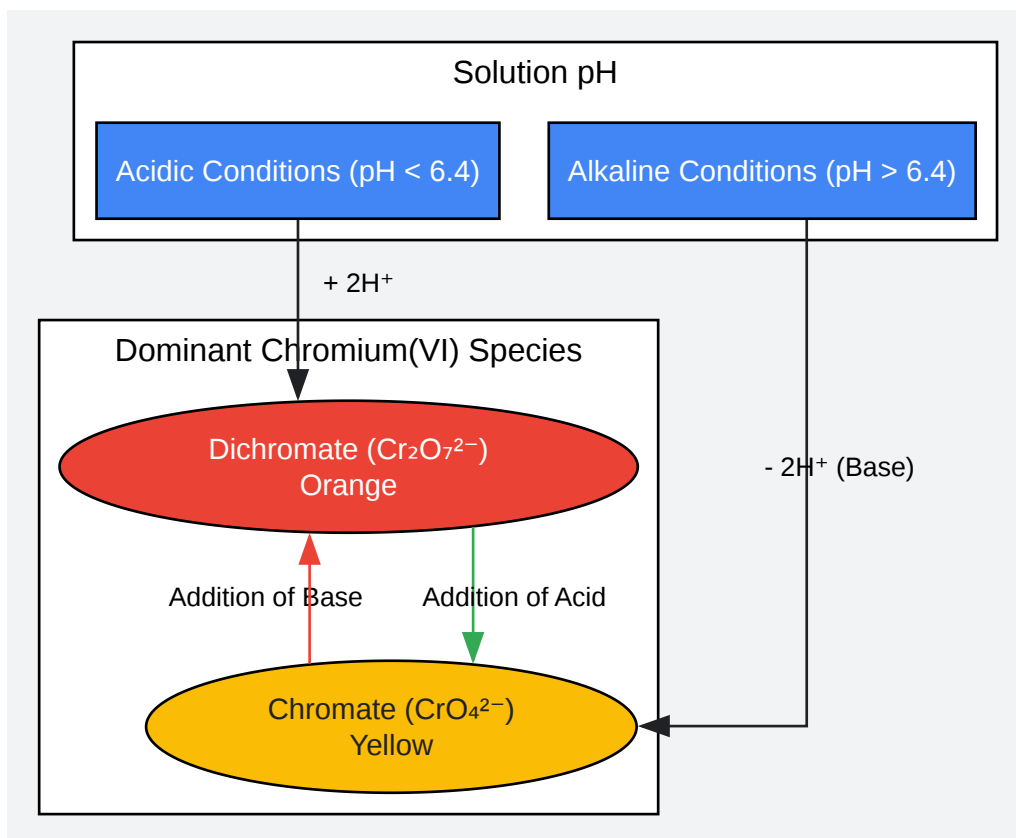 Solution pH
Acidic Conditions (pH < 6.4)
Alkaline Conditions (pH > 6.4)
+ 2H⁺
Dominant Chromium(VI) Species
Dichromate (Cr₂O₇²⁻)
Orange
- 2H⁺ (Base)
Addition of Base
Addition of Acid
Chromate (CrO₄²⁻)
Yellow